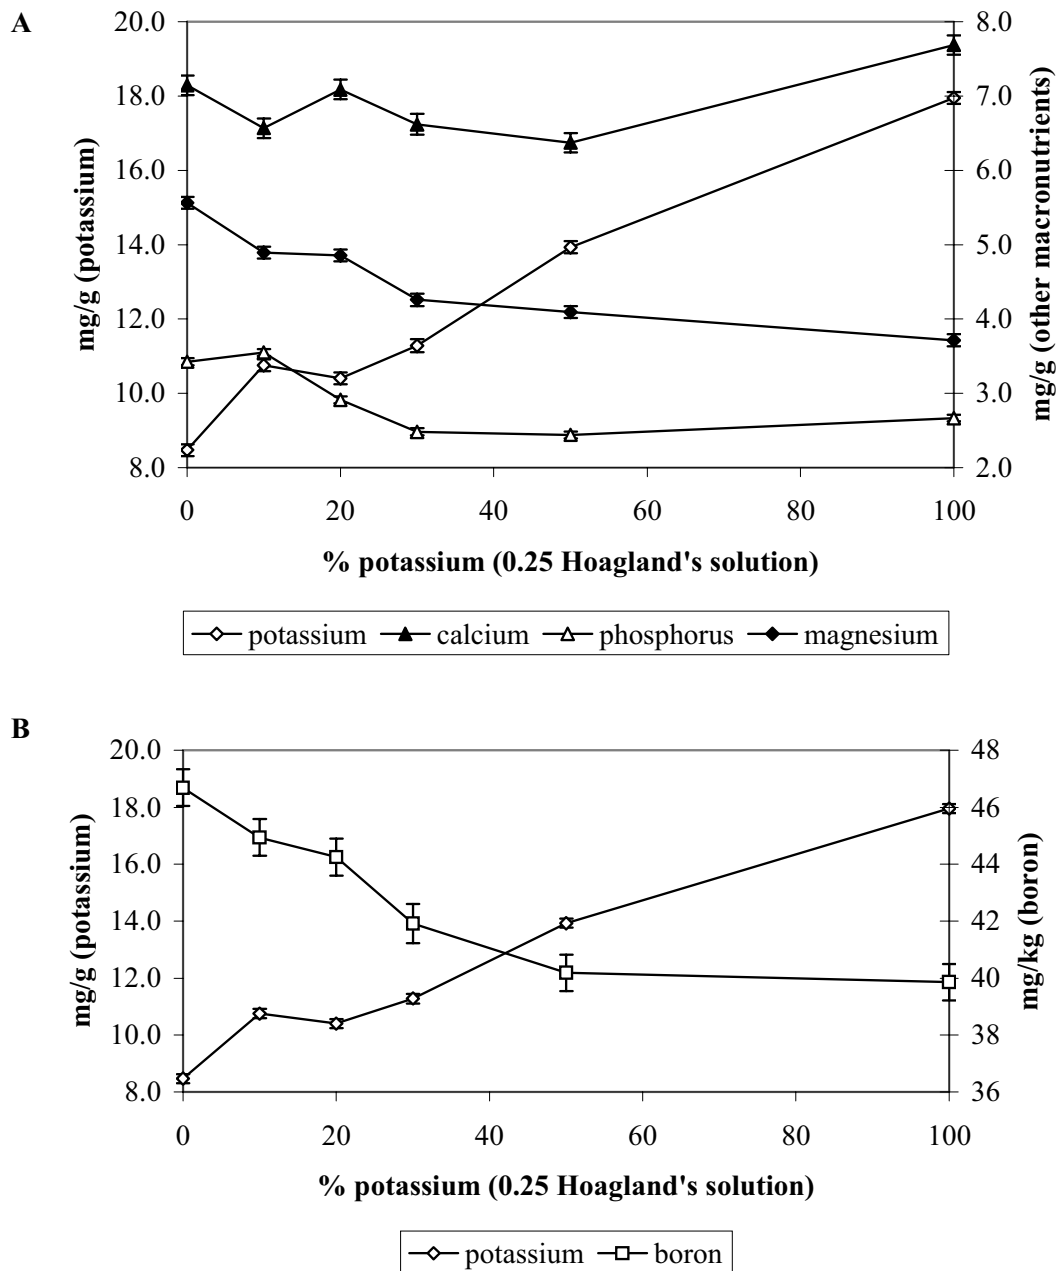 A
20.0
18.0
16.0
14.0
12.0
10.0
8.0
mg/g (potassium)
8.0
7.0
6.0
5.0
4.0
3.0
2.0
mg/g (other macronutrients)
0 20 40 60 80 100
% potassium (0.25 Hoagland's solution)
potassium calcium phosphorus magnesium
B
20.0
18.0
16.0
14.0
12.0
10.0
8.0
mg/g (potassium)
48
46
44
42
40
38
36
mg/kg (boron)
0 20 40 60 80 100
% potassium (0.25 Hoagland's solution)
potassium boron